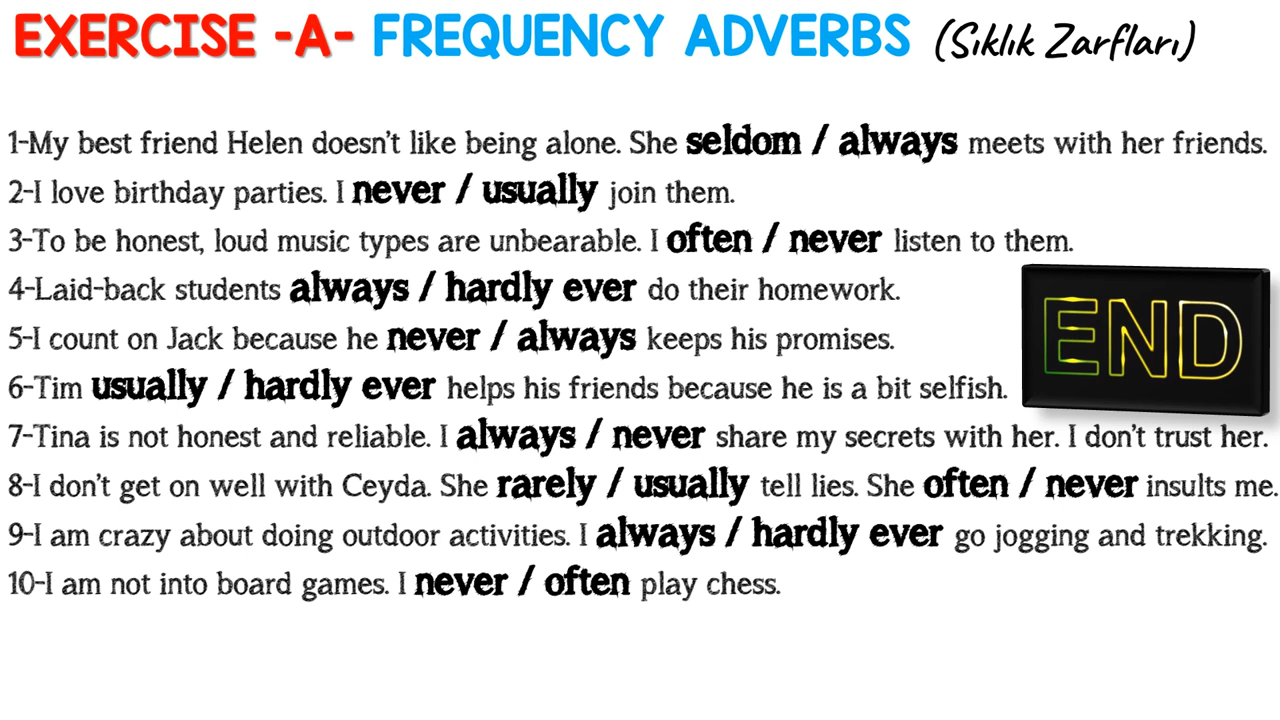 EXERCISE -A- FREQUENCY ADVERBS (Sıklık Zarfları)
1-My best friend Helen doesn't like being alone. She seldom / always meets with her friends.
2-I love birthday parties. I never / usually join them.
3-To be honest, loud music types are unbearable. I often / never listen to them.
4-Laid-back students always / hardly ever do their homework.
5-I count on Jack because he never / always keeps his promises.
6-Tim usually / hardly ever helps his friends because he is a bit selfish.
END
7-Tina is not honest and reliable. I always / never share my secrets with her. I don't trust her.
8-I don't get on well with Ceyda. She rarely / usually tell lies. She often / never insults me.
9-I am crazy about doing outdoor activities. I always / hardly ever go jogging and trekking.
10-I am not into board games. I never / often play chess.